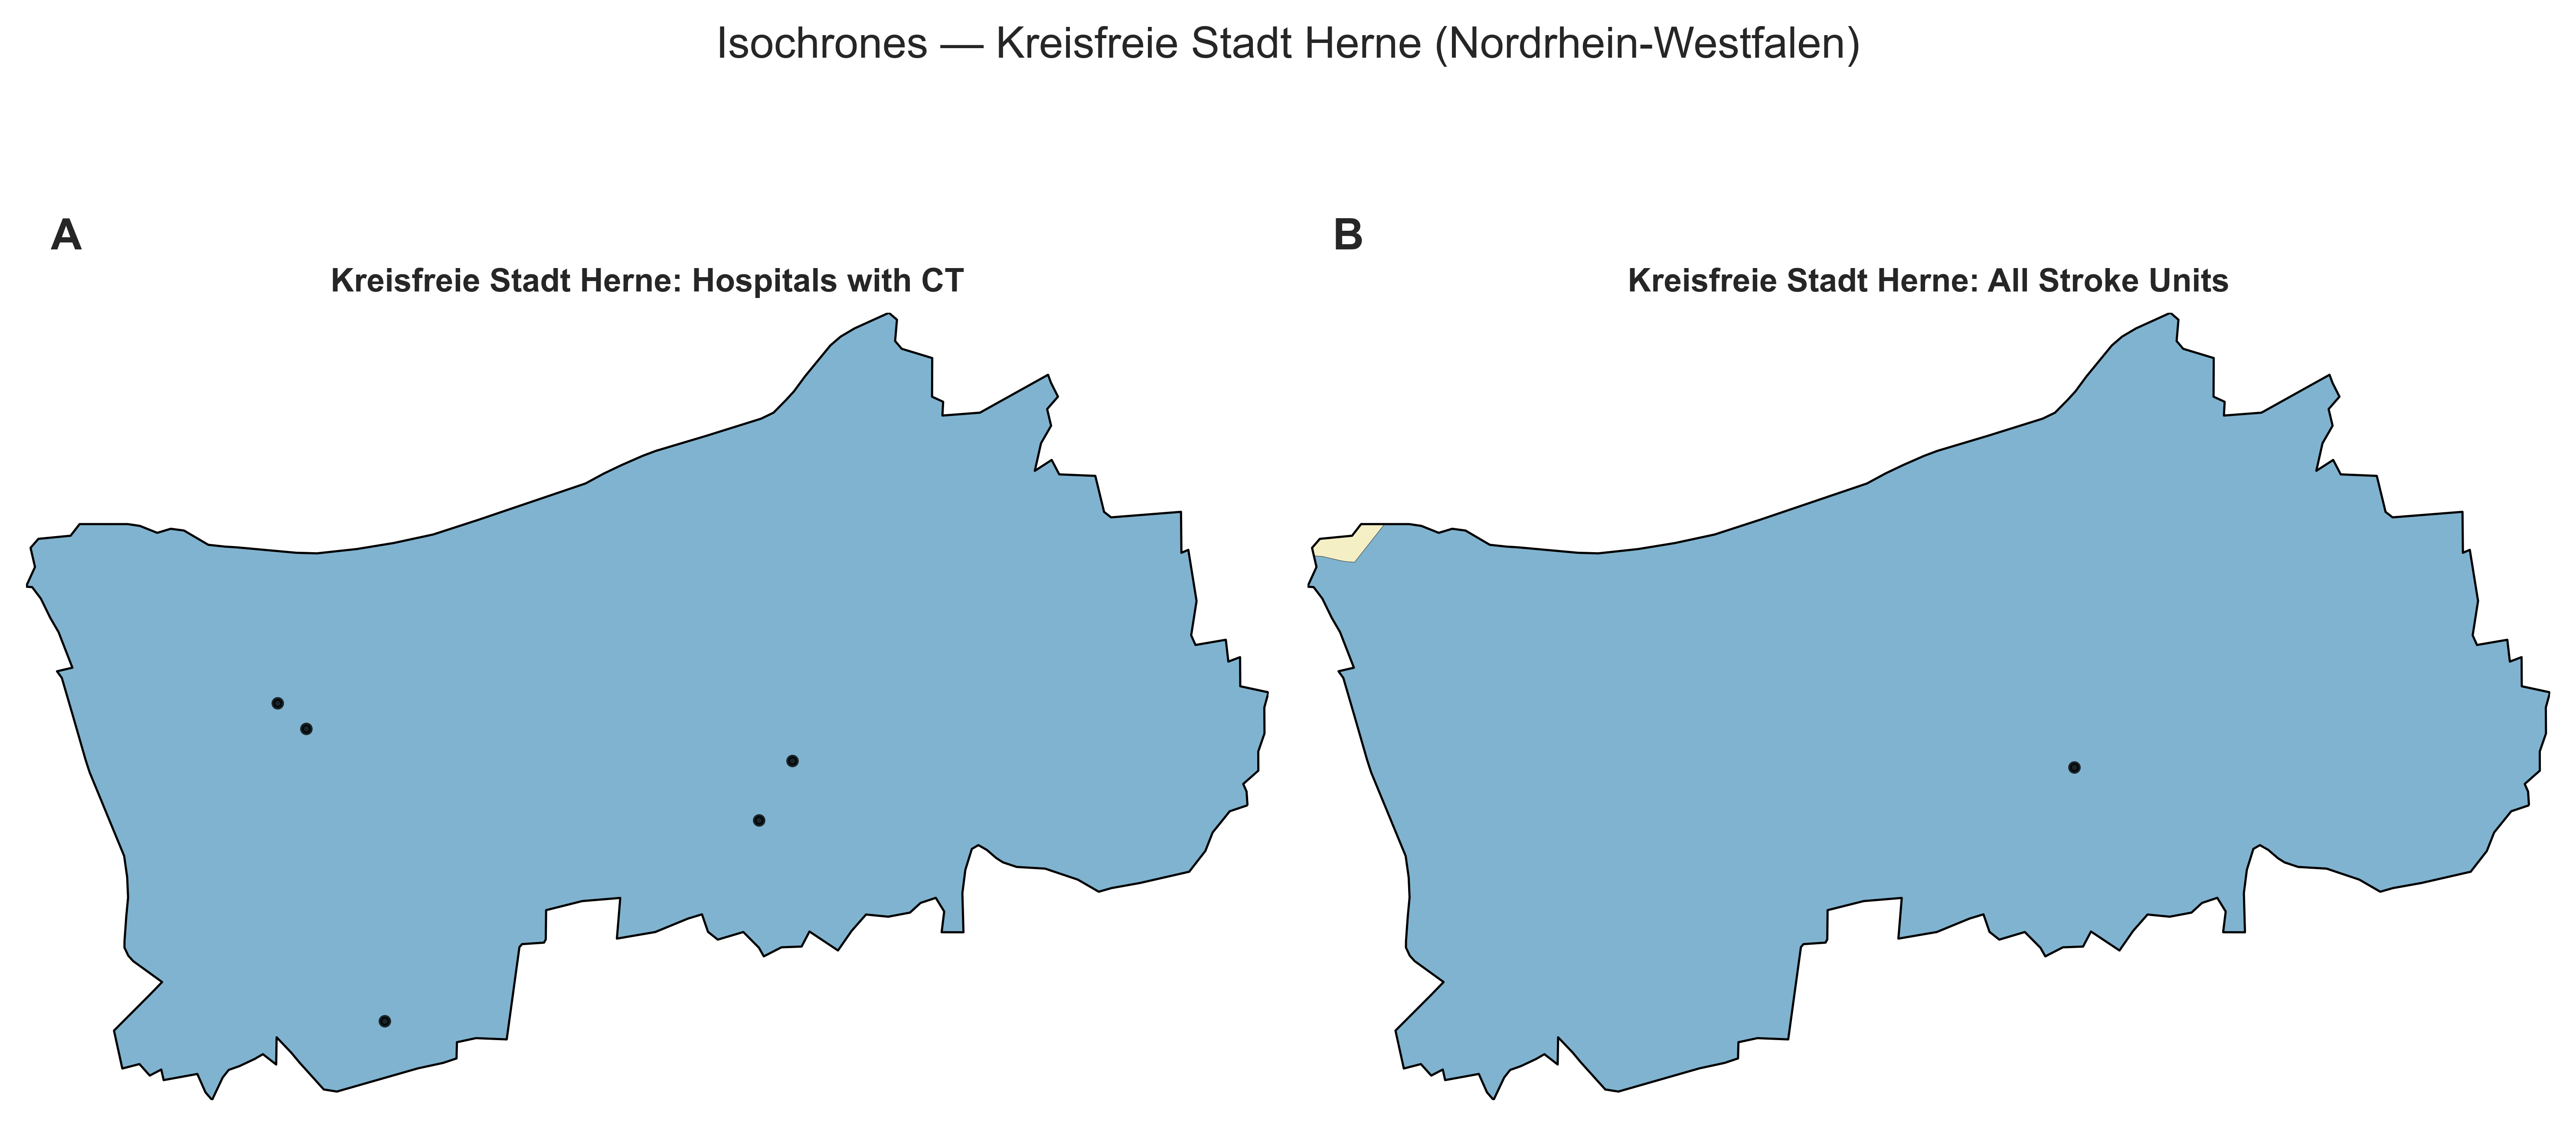 Isochrones — Kreisfreie Stadt Herne (Nordrhein-Westfalen)
A
Kreisfreie Stadt Herne: Hospitals with CT
B
Kreisfreie Stadt Herne: All Stroke Units